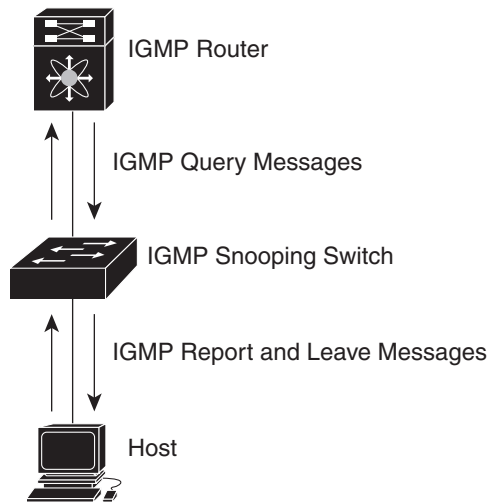 IGMP Router
IGMP Query Messages
IGMP Snooping Switch
IGMP Report and Leave Messages
Host